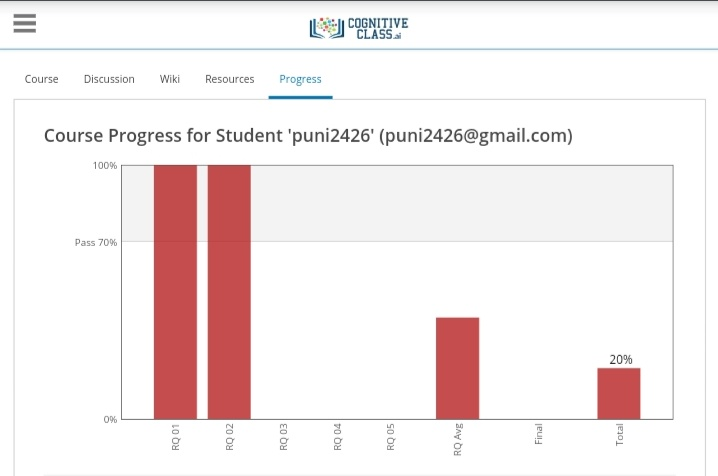 COGNITIVE
CLASS.ai
Course Discussion Wiki Resources Progress
Course Progress for Student 'puni2426' (puni2426@gmail.com)
100%
Pass 70%
20%
0%
RQ 01 RQ 02 RQ 03 RQ 04 RQ 05 RQ Avg Final Total